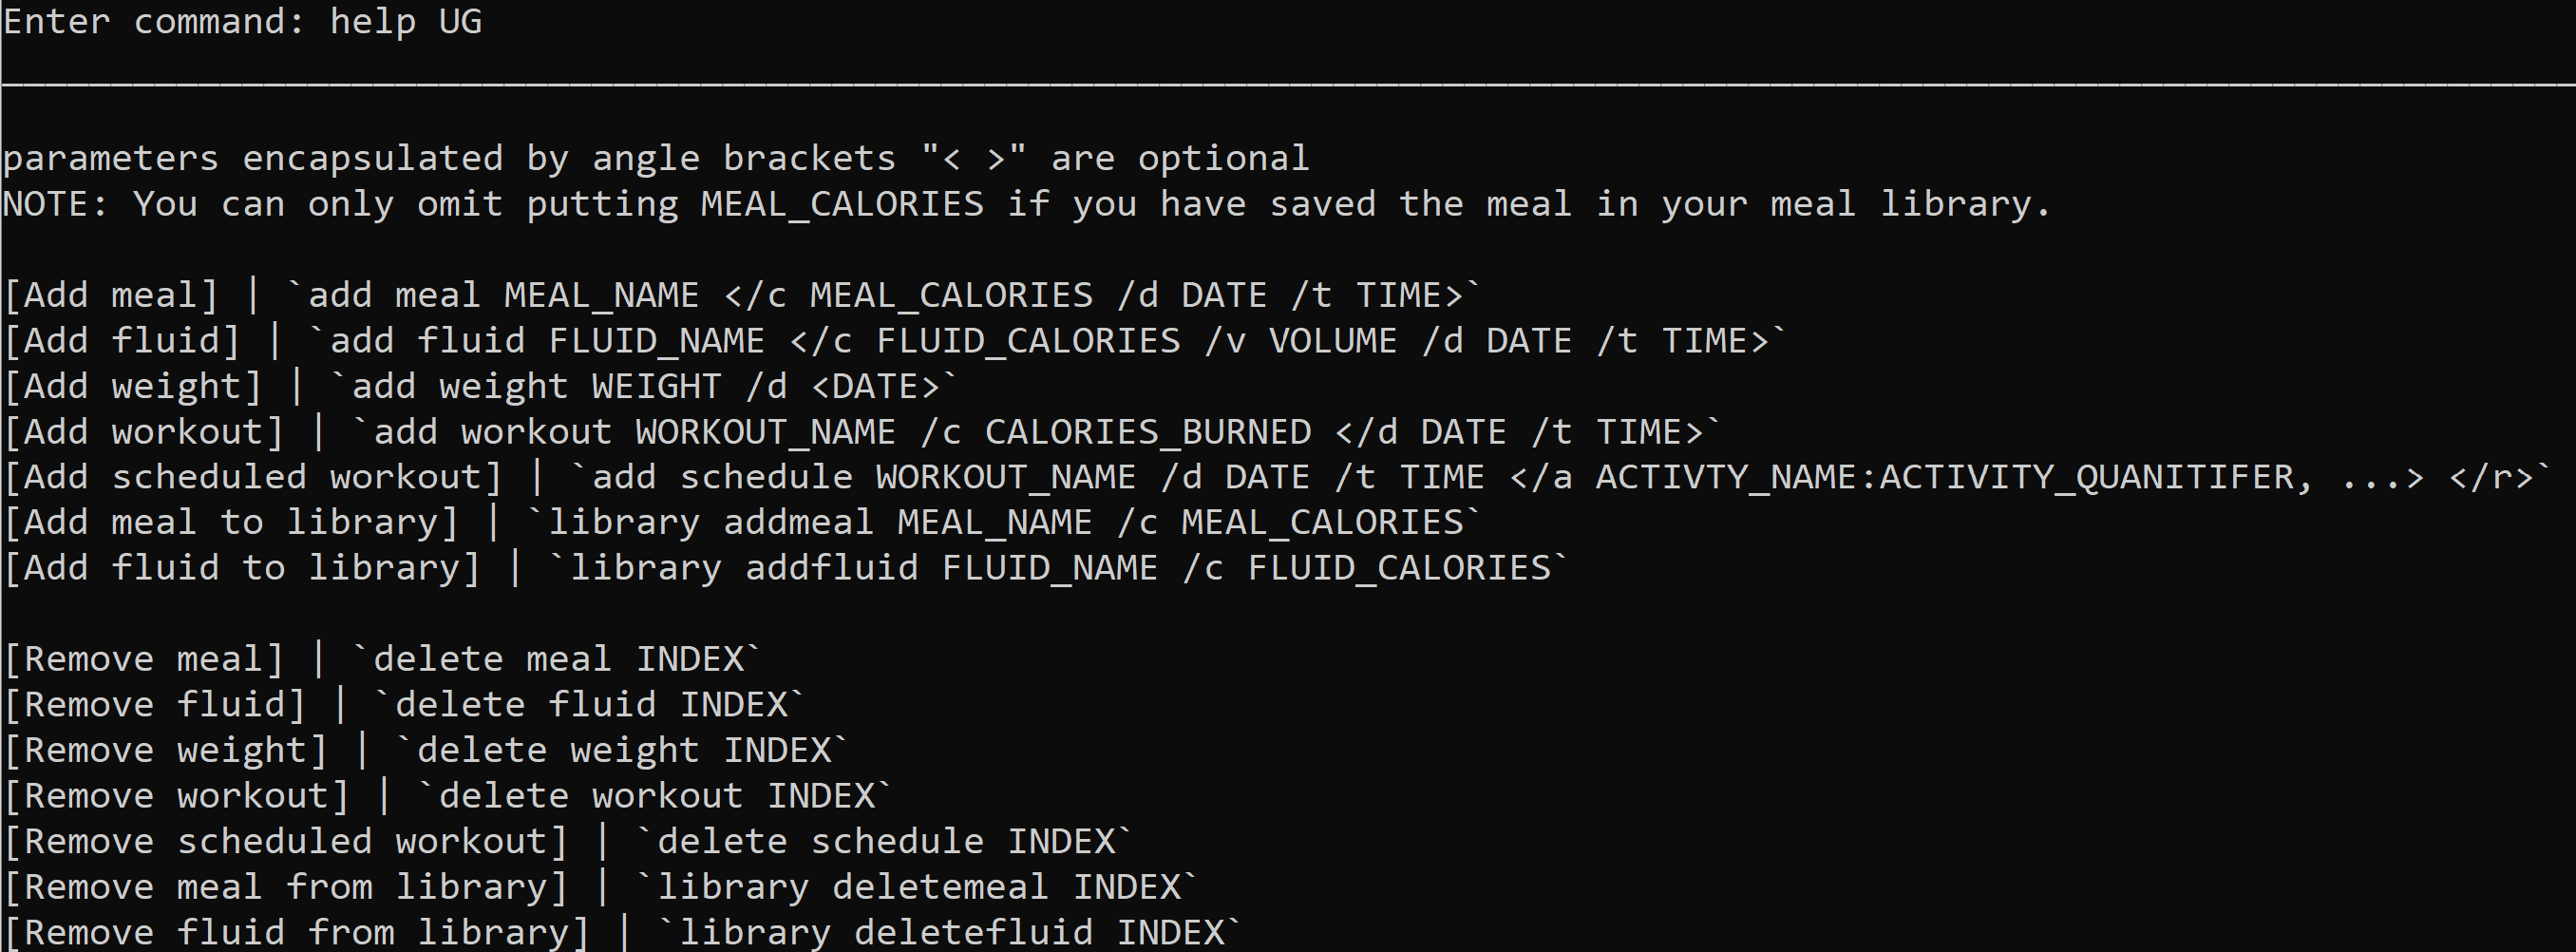 Enter command: help UG
____________________________________________________________________________________________________________________
parameters encapsulated by angle brackets "< >" are optional
NOTE: You can only omit putting MEAL_CALORIES if you have saved the meal in your meal library.
[Add meal] | `add meal MEAL_NAME </c MEAL_CALORIES /d DATE /t TIME>`
[Add fluid] | `add fluid FLUID_NAME </c FLUID_CALORIES /v VOLUME /d DATE /t TIME>`
[Add weight] | `add weight WEIGHT /d <DATE>`
[Add workout] | `add workout WORKOUT_NAME /c CALORIES_BURNED </d DATE /t TIME>`
[Add scheduled workout] | `add schedule WORKOUT_NAME /d DATE /t TIME </a ACTIVTY_NAME:ACTIVITY_QUANITIFER, ...> </r>`
[Add meal to library] | `library addmeal MEAL_NAME /c MEAL_CALORIES`
[Add fluid to library] | `library addfluid FLUID_NAME /c FLUID_CALORIES`
[Remove meal] | `delete meal INDEX`
[Remove fluid] | `delete fluid INDEX`
[Remove weight] | `delete weight INDEX`
[Remove workout] | `delete workout INDEX`
[Remove scheduled workout] | `delete schedule INDEX`
[Remove meal from library] | `library deletemeal INDEX`
[Remove fluid from library] | `library deletefluid INDEX`